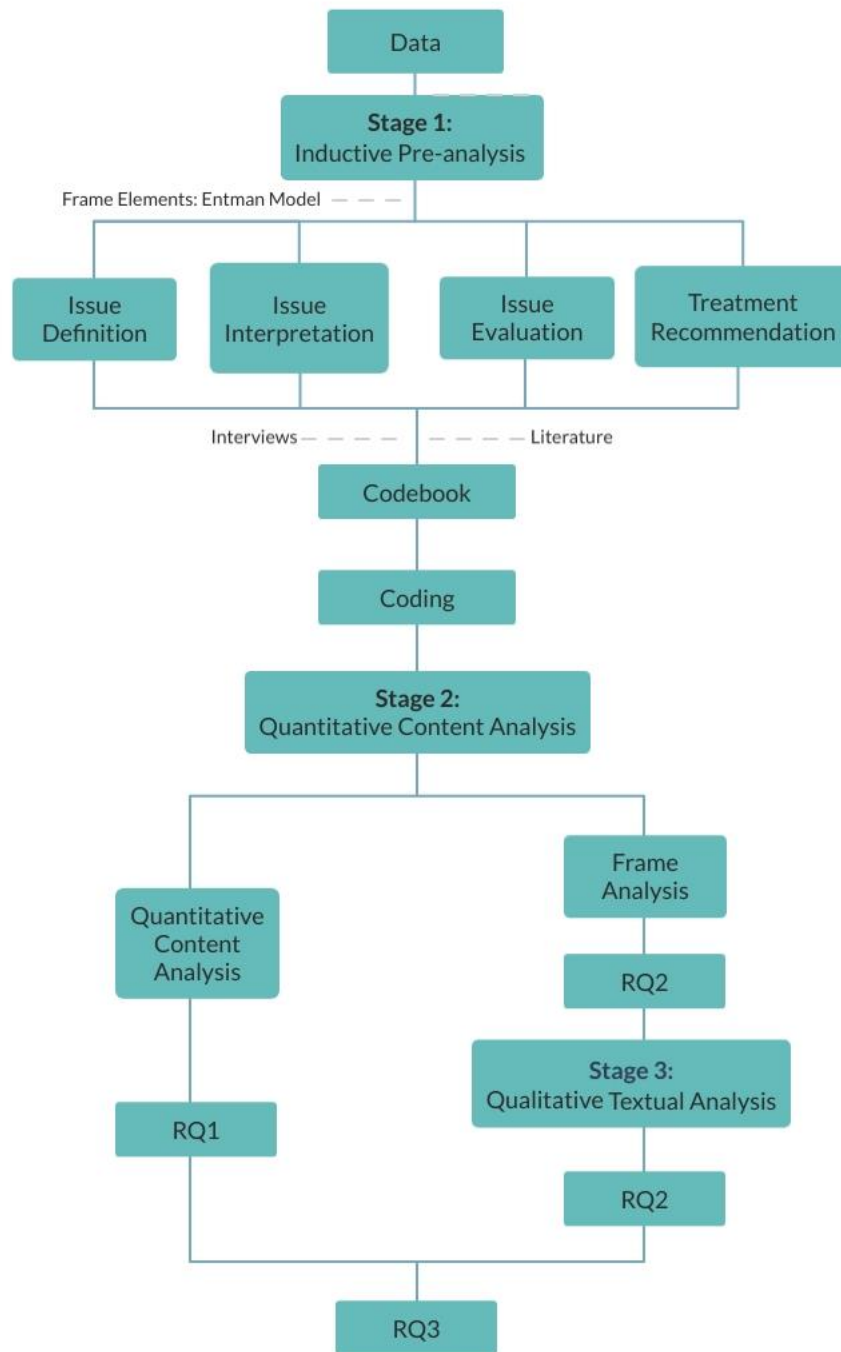 Data
Stage 1:
Inductive Pre-analysis
Frame Elements: Entman Model
Issue
Definition
Issue
Interpretation
Issue
Evaluation
Treatment
Recommendation
Interviews
Literature
Codebook
Coding
Stage 2:
Quantitative Content Analysis
Quantitative
Content
Analysis
RQ1
Frame
Analysis
RQ2
Stage 3:
Qualitative Textual Analysis
RQ2
RQ3